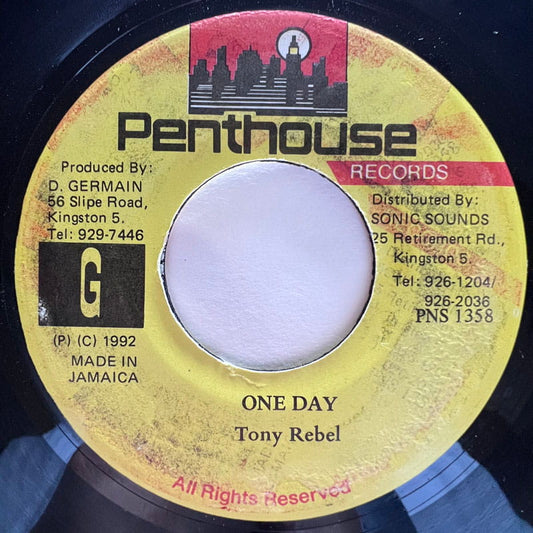 Penthouse
RECORDS
Produced By:
D. GERMAIN
56 Slipe Road,
Kingston 5.
Tel: 929-7446
G
(P) (C) 1992
MADE IN
JAMAICA
Distributed By:
SONIC SOUNDS
25 Retirement Rd.,
Kingston 5.
Tel: 926-1204/
926-2036
PNS 1358
ONE DAY
Tony Rebel
All Rights Reserved